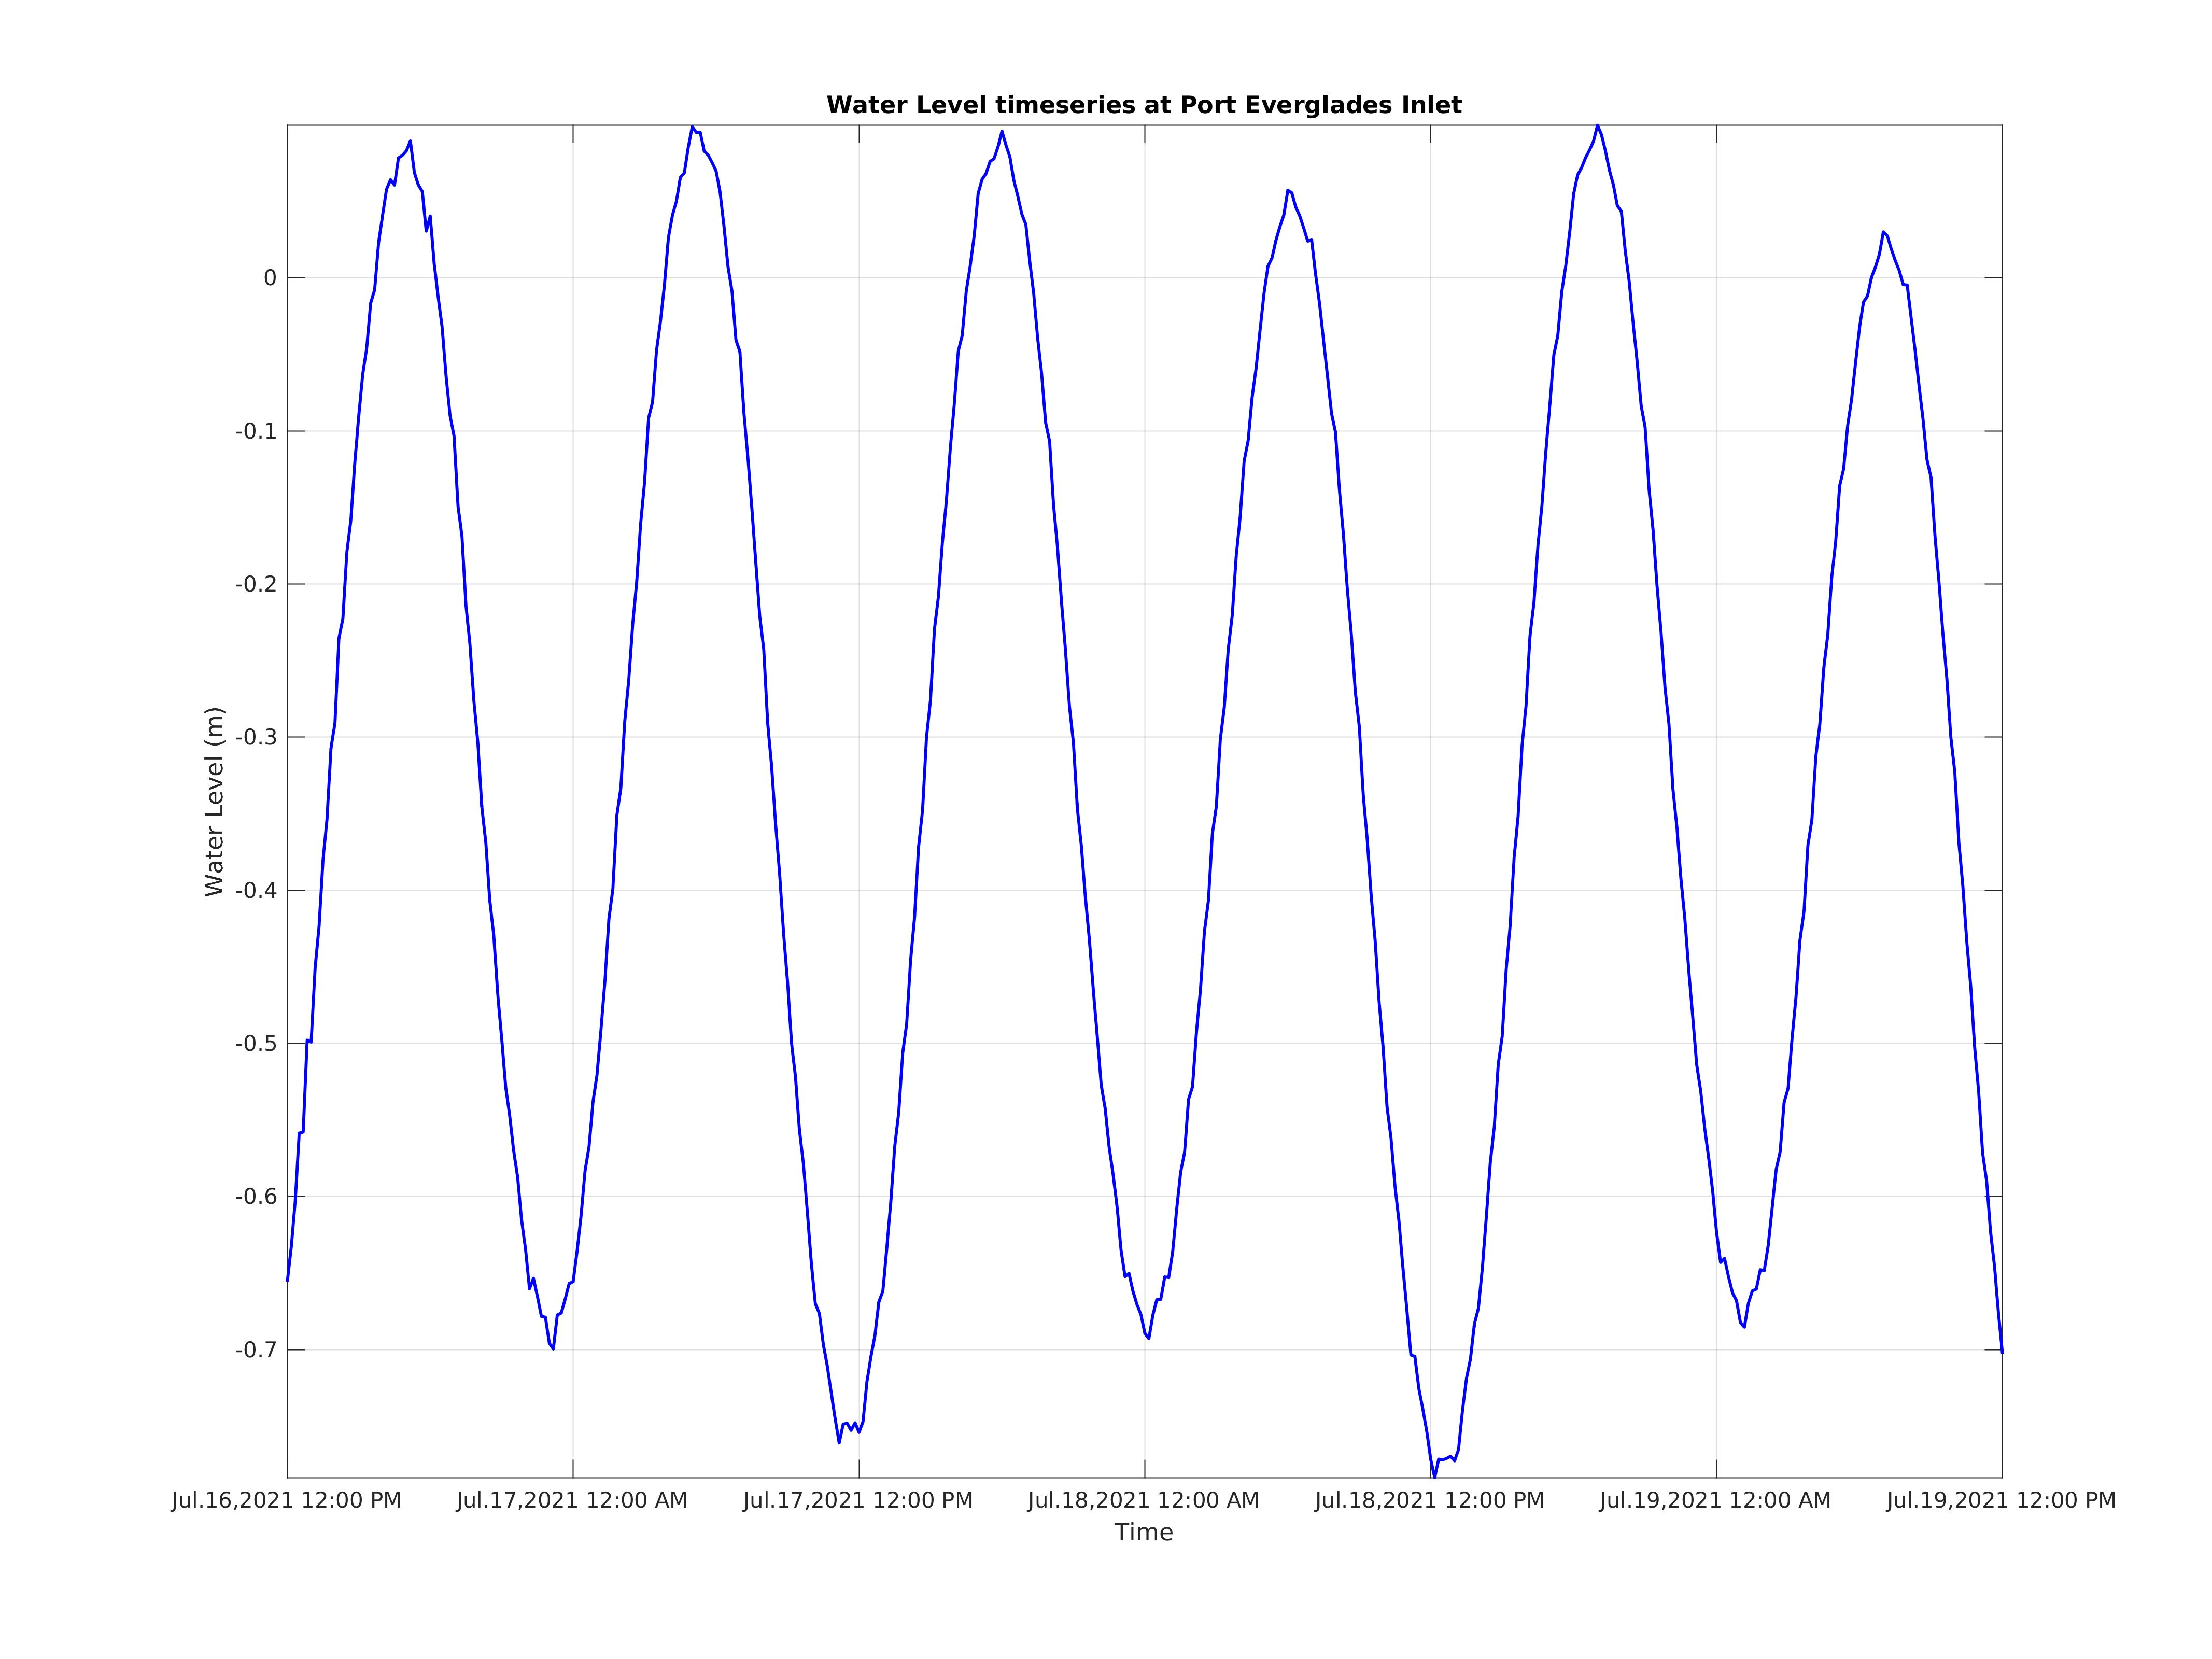 Water Level timeseries at Port Everglades Inlet
0
-0.1
-0.2
-0.3
-0.4
-0.5
-0.6
-0.7
Water Level (m)
Jul.16,2021 12:00 PM
Jul.17,2021 12:00 AM
Jul.17,2021 12:00 PM
Jul.18,2021 12:00 AM
Jul.18,2021 12:00 PM
Jul.19,2021 12:00 AM
Jul.19,2021 12:00 PM
Time